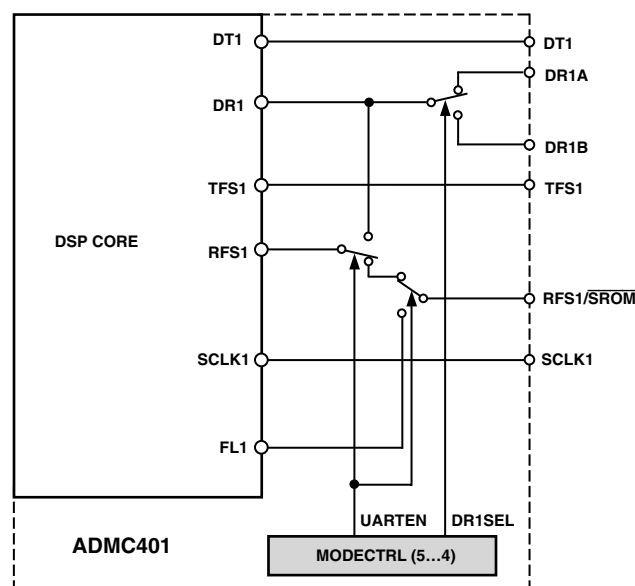 DT1
DT1
DR1A
DR1
DR1B
TFS1
TFS1
DSP CORE
RFS1
RFS1/SROM
SCLK1
SCLK1
FL1
UARTEN
DR1SEL
ADMC401
MODECTRL (5...4)